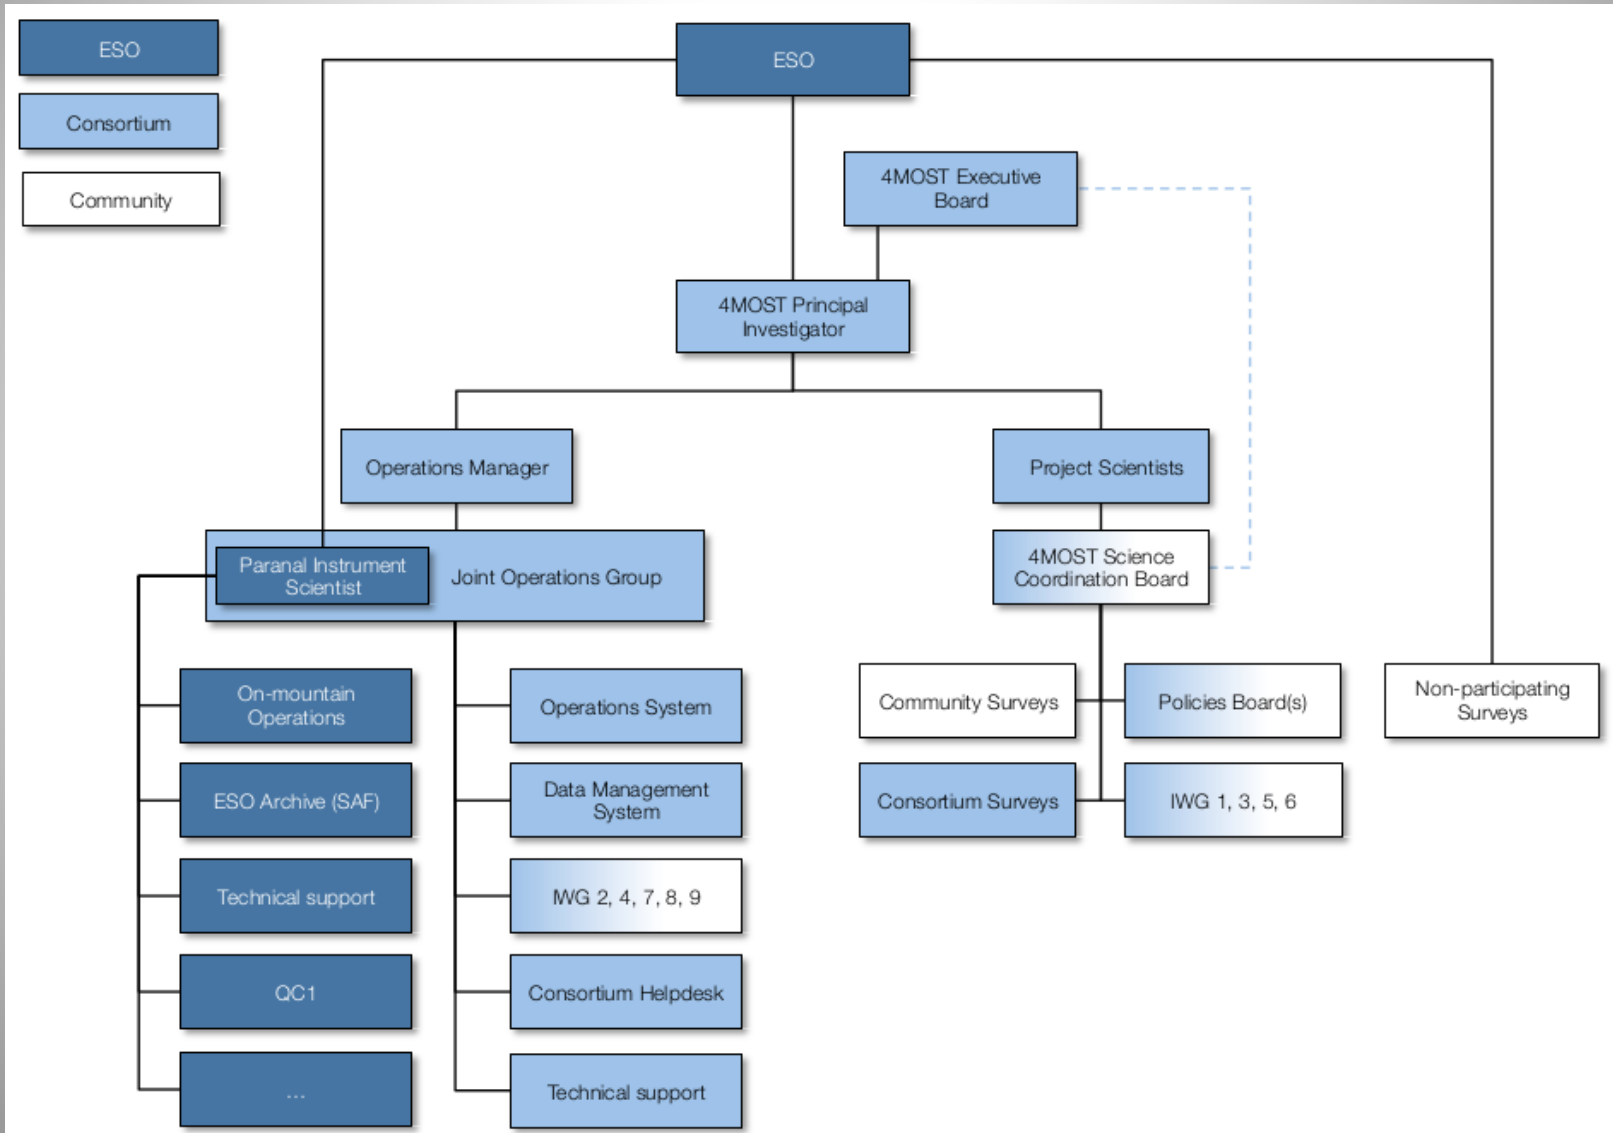 ESO
Consortium
Community
ESO
4MOST Executive
Board
4MOST Principal
Investigator
Operations Manager
Project Scientists
Paranal Instrument
Scientist
Joint Operations Group
4MOST Science
Coordination Board
On-mountain
Operations
Operations System
Community Surveys
Policies Board(s)
Non-participating
Surveys
ESO Archive (SAF)
Data Management
System
Consortium Surveys
IWG 1, 3, 5, 6
Technical support
IWG 2, 4, 7, 8, 9
QC1
Consortium Helpdesk
...
Technical support